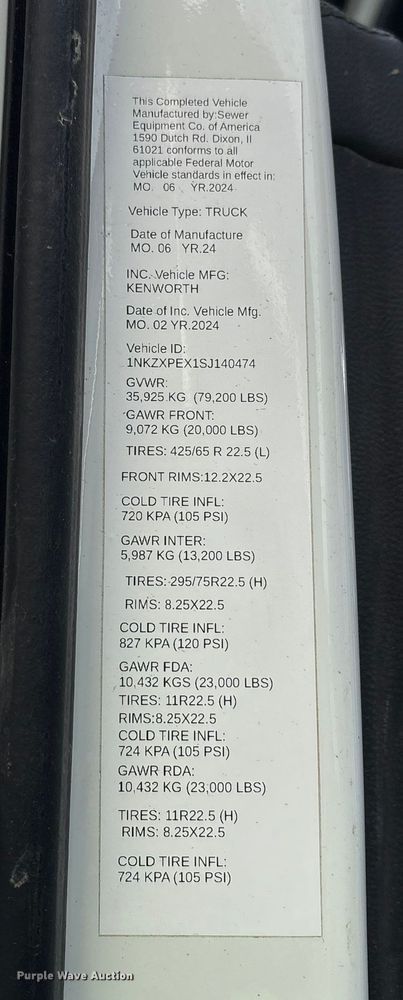 This Completed Vehicle
Manufactured by:Sewer
Equipment Co. of America
1590 Dutch Rd. Dixon, Il
61021 conforms to all
applicable Federal Motor
Vehicle standards in effect in:
MO. 06 YR.2024
Vehicle Type: TRUCK
Date of Manufacture
MO. 06 YR.24
INC. Vehicle MFG:
KENWORTH
Date of Inc. Vehicle Mfg.
MO. 02 YR.2024
Vehicle ID:
1NKZXPEX1SJ140474
GVWR:
35,925 KG (79,200 LBS)
GAWR FRONT:
9,072 KG (20,000 LBS)
TIRES: 425/65 R 22.5 (L)
FRONT RIMS:12.2X22.5
COLD TIRE INFL:
720 KPA (105 PSI)
GAWR INTER:
5,987 KG (13,200 LBS)
TIRES: 295/75R22.5 (H)
RIMS: 8.25X22.5
COLD TIRE INFL:
827 KPA (120 PSI)
GAWR FDA:
10,432 KGS (23,000 LBS)
TIRES: 11R22.5 (H)
RIMS:8.25X22.5
COLD TIRE INFL:
724 KPA (105 PSI)
GAWR RDA:
10,432 KG (23,000 LBS)
TIRES: 11R22.5 (H)
RIMS: 8.25X22.5
COLD TIRE INFL:
724 KPA (105 PSI)
Purple Wave Auction